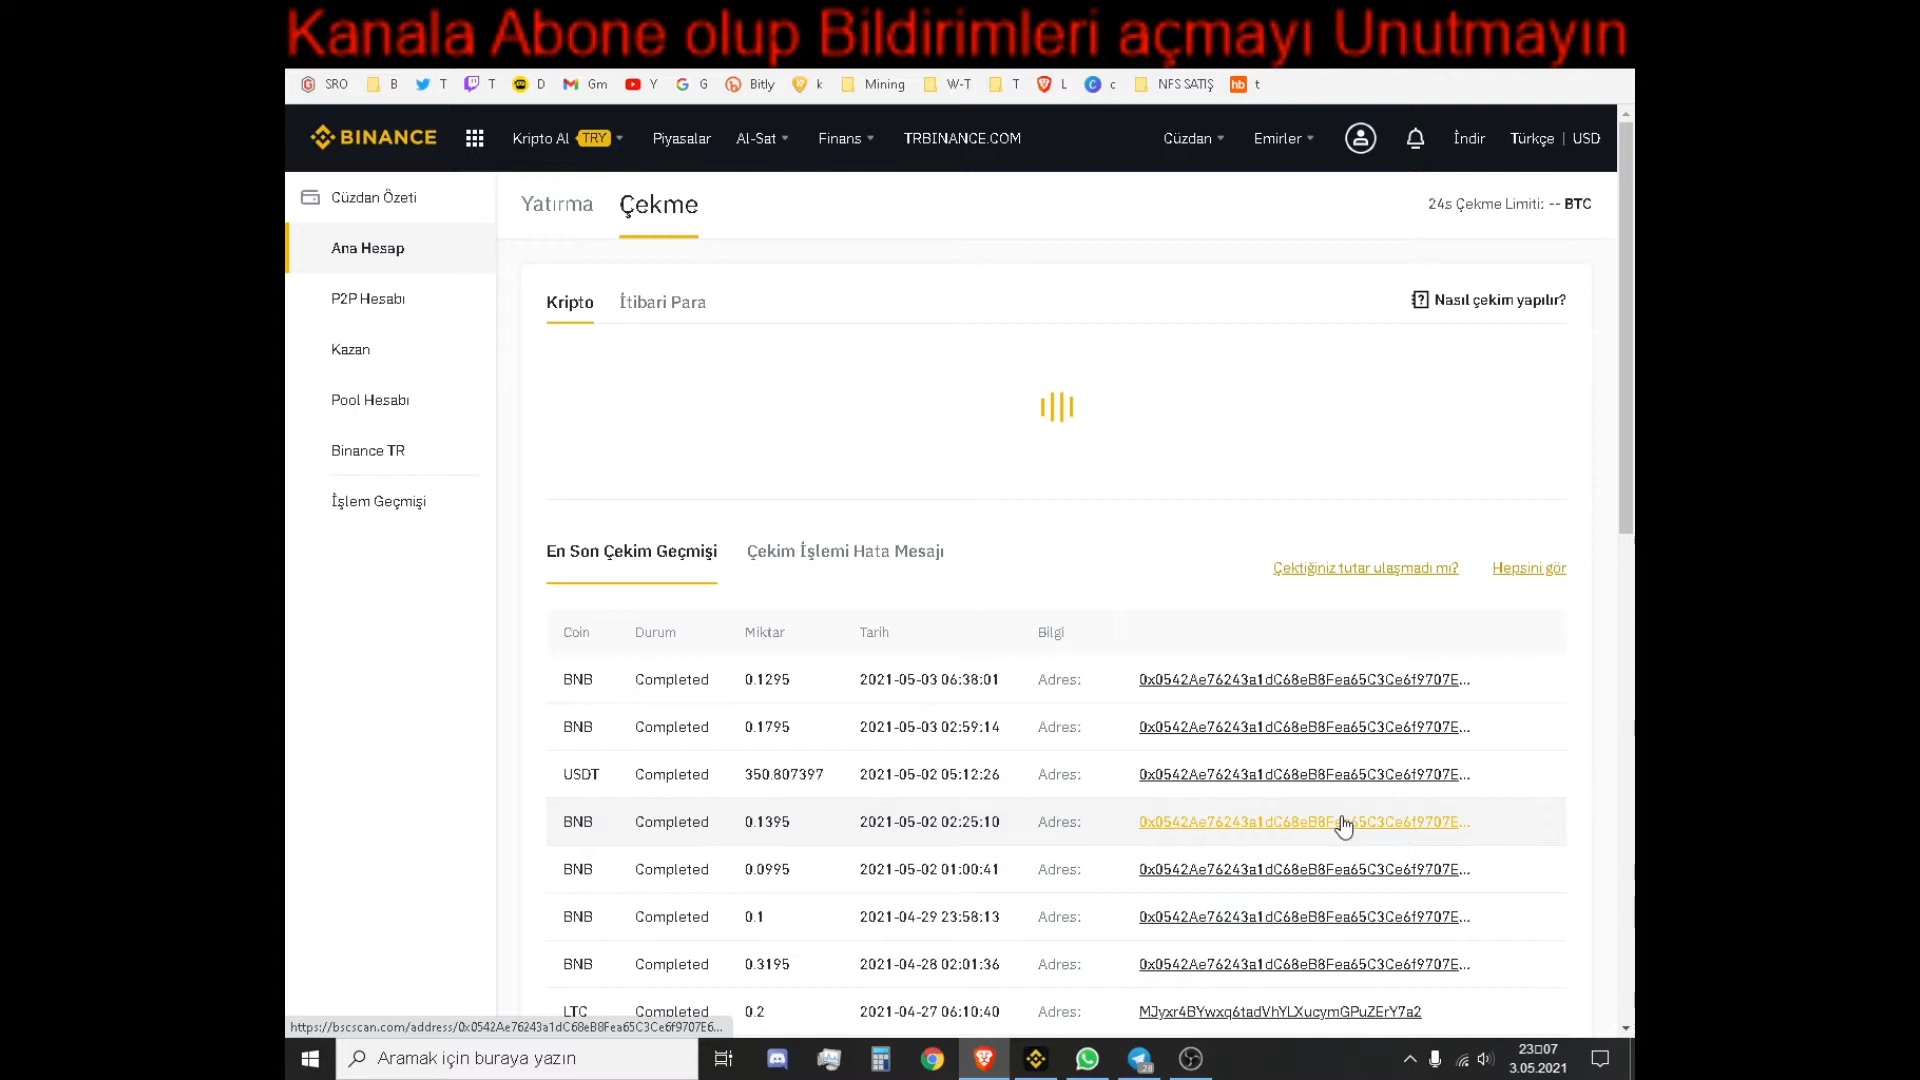 Kanala Abone olup Bildirimleri açmayı Unutmayın
SRO B T T D Gm Y G Bitly k Mining W-T T L c NFS SATIŞ hb t
BINANCE Kripto Al TRY Piyasalar Al-Sat Finans TRBINANCE.COM Cüzdan Emirler İndir Türkçe | USD
Cüzdan Özeti
Ana Hesap
P2P Hesabı
Kazan
Pool Hesabı
Binance TR
İşlem Geçmişi
Yatırma Çekme 24s Çekme Limiti: -- BTC
Kripto İtibari Para Nasıl çekim yapılır?
En Son Çekim Geçmişi Çekim İşlemi Hata Mesajı
Çektiğiniz tutar ulaşmadı mı? Hepsini gör
Coin Durum Miktar Tarih Bilgi
BNB Completed 0.1295 2021-05-03 06:38:01 Adres: 0x0542Ae76243a1dC68eB8Fea65C3Ce6f9707E...
BNB Completed 0.1795 2021-05-03 02:59:14 Adres: 0x0542Ae76243a1dC68eB8Fea65C3Ce6f9707E...
USDT Completed 350.807397 2021-05-02 05:12:26 Adres: 0x0542Ae76243a1dC68eB8Fea65C3Ce6f9707E...
BNB Completed 0.1395 2021-05-02 02:25:10 Adres: 0x0542Ae76243a1dC68eB8Fea65C3Ce6f9707E...
BNB Completed 0.0995 2021-05-02 01:00:41 Adres: 0x0542Ae76243a1dC68eB8Fea65C3Ce6f9707E...
BNB Completed 0.1 2021-04-29 23:58:13 Adres: 0x0542Ae76243a1dC68eB8Fea65C3Ce6f9707E...
BNB Completed 0.3195 2021-04-28 02:01:36 Adres: 0x0542Ae76243a1dC68eB8Fea65C3Ce6f9707E...
LTC Completed 0.2 2021-04-27 06:10:40 Adres: MJyxr4BYwxq6tadVhYLXucymGPuZErY7a2
https://bscscan.com/address/0x0542Ae76243a1dC68eB8Fea65C3Ce6f9707E6...
Aramak için buraya yazın
28
23:07
3.05.2021